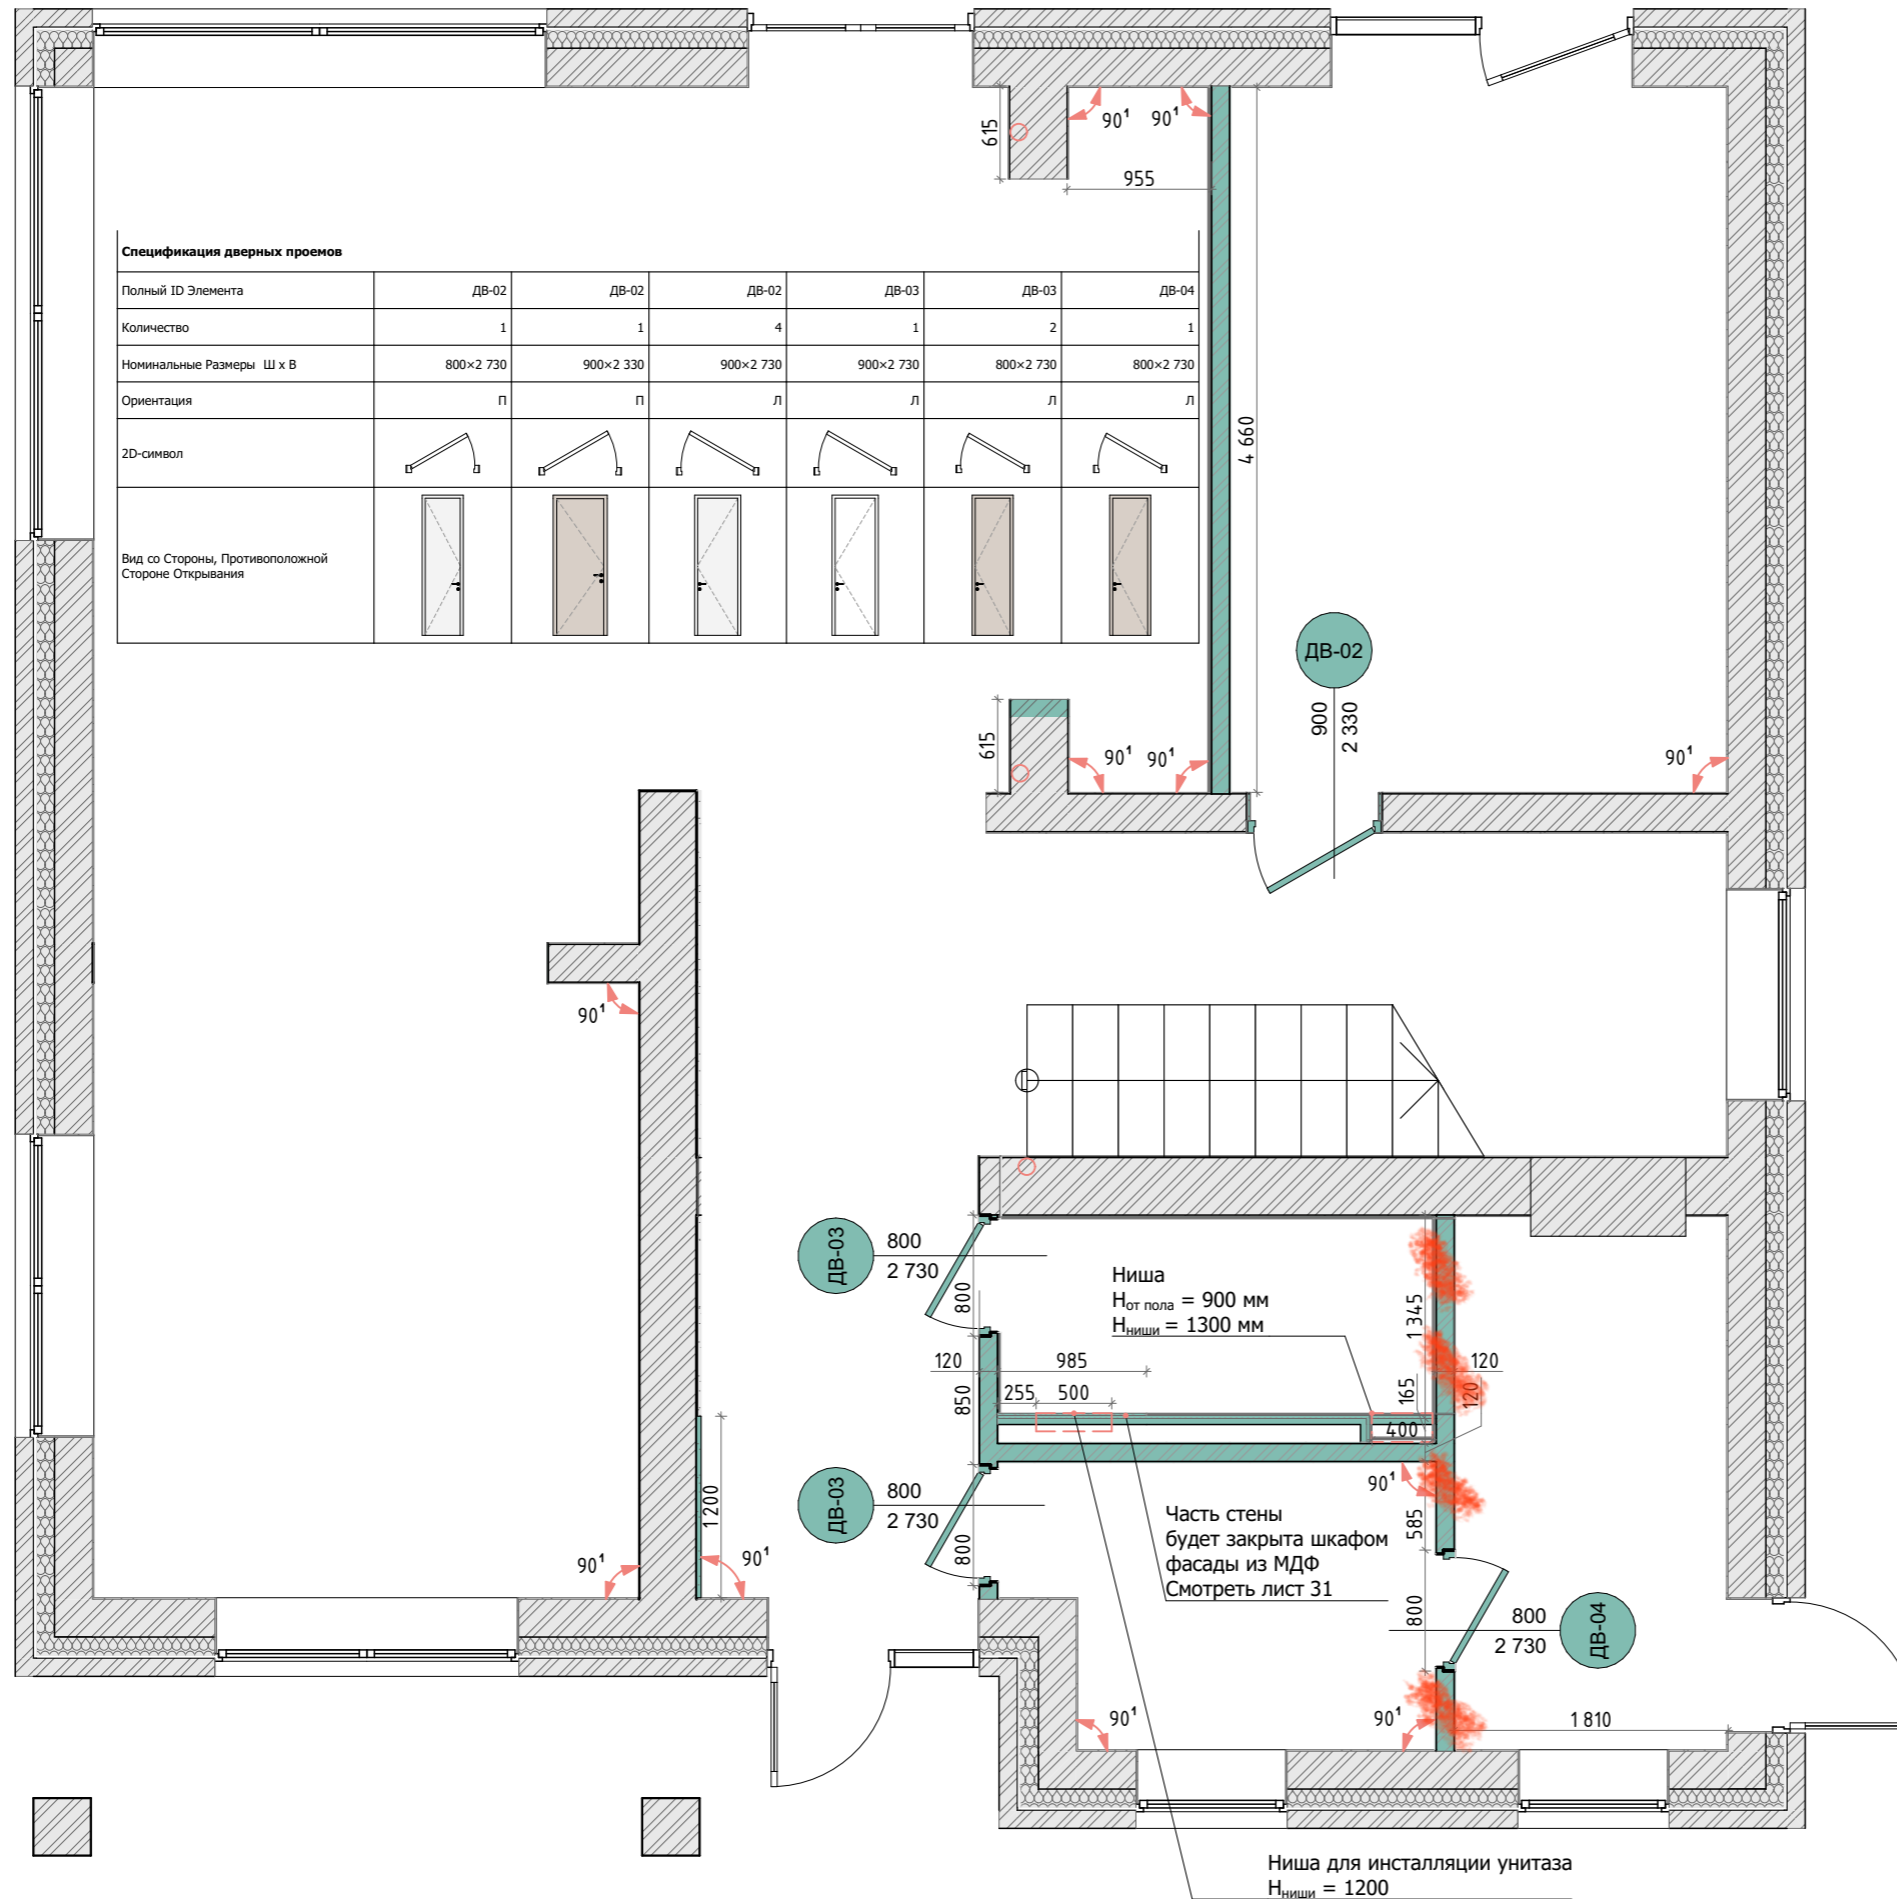 90¹ 90¹
615
955
Спецификация дверных проемов
Полный ID Элемента ДВ-02 ДВ-02 ДВ-02 ДВ-03 ДВ-03 ДВ-04
Количество 1 1 4 1 2 1
Номинальные Размеры Ш х В 800×2 730 900×2 330 900×2 730 900×2 730 800×2 730 800×2 730
Ориентация П П Л Л Л Л
2D-символ
Вид со Стороны, Противоположной
Стороне Открывания
4 660
ДВ-02
900
2 330
615
90¹ 90¹
90¹
90¹
ДВ-03
800
2 730
800
Ниша
Hот пола = 900 мм
Hниши = 1300 мм
1 345
120
985
120
850
255 500
165
120
400
90¹
1 200
ДВ-03
800
2 730
800
Часть стены
будет закрыта шкафом
фасады из МДФ
Смотреть лист 31
585
90¹
90¹
800
800
2 730
ДВ-04
90¹
90¹
1 810
Ниша для инсталляции унитаза
Hниши = 1200